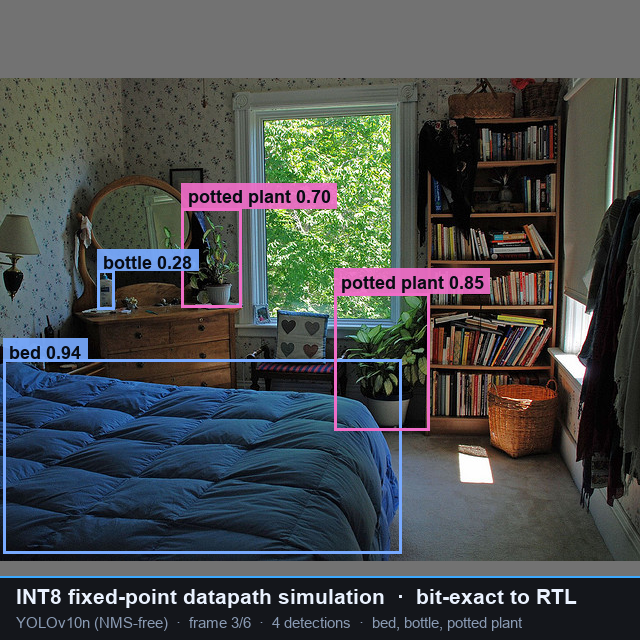 potted plant 0.70
bottle 0.28
potted plant 0.85
bed 0.94
INT8 fixed-point datapath simulation · bit-exact to RTL
YOLOv10n (NMS-free) · frame 3/6 · 4 detections · bed, bottle, potted plant